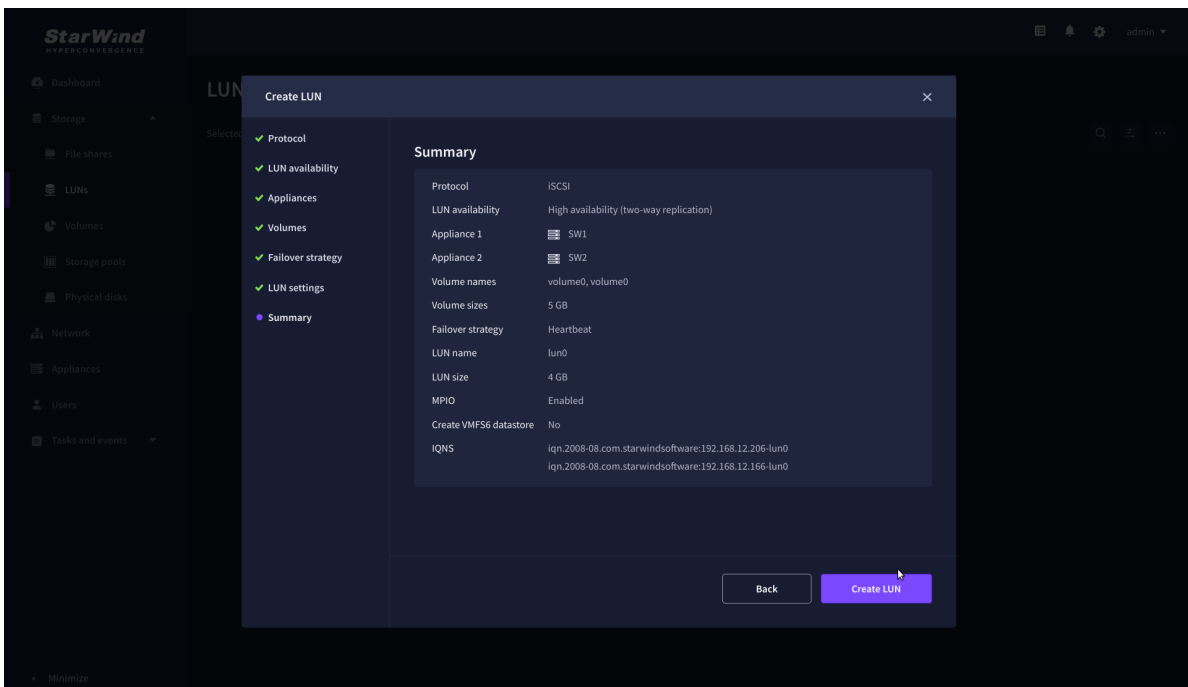 StarWind
HYPERCONVERGENCE
admin
Dashboard
Storage
File shares
LUNs
Volumes
Storage pools
Physical disks
Network
Appliances
Users
Tasks and events
Minimize
LUN
Selected
Create LUN
Protocol
LUN availability
Appliances
Volumes
Failover strategy
LUN settings
Summary
Summary
Protocol iSCSI
LUN availability High availability (two-way replication)
Appliance 1 SW1
Appliance 2 SW2
Volume names volume0, volume0
Volume sizes 5 GB
Failover strategy Heartbeat
LUN name lun0
LUN size 4 GB
MPIO Enabled
Create VMFS6 datastore No
IQNS iqn.2008-08.com.starwindsoftware:192.168.12.206-lun0
iqn.2008-08.com.starwindsoftware:192.168.12.166-lun0
Back Create LUN